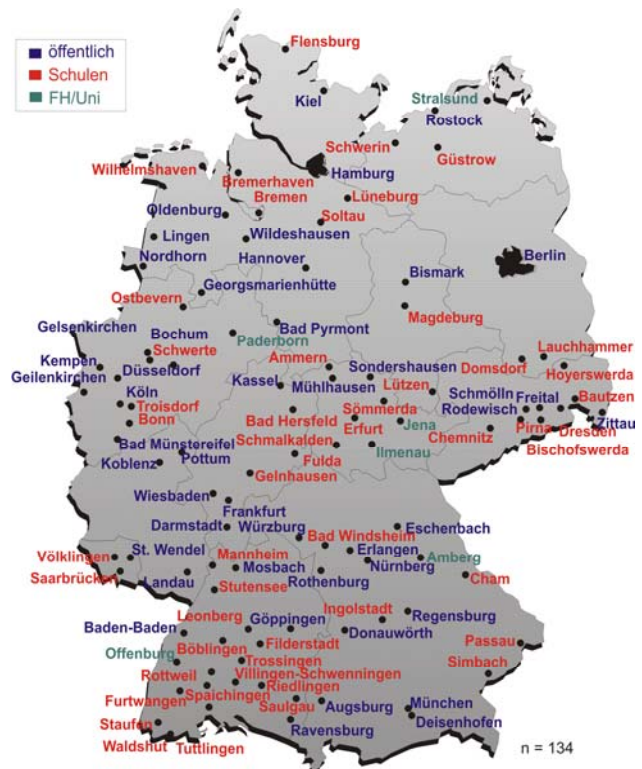 öffentlich
Schulen
FH/Uni
Flensburg
Kiel
Stralsund
Rostock
Schwerin
Güstrow
Wilhelmshaven
Hamburg
Bremerhaven
Bremen
Lüneburg
Oldenburg
Soltau
Lingen
Wildeshausen
Nordhorn
Hannover
Berlin
Bismark
Georgsmarienhütte
Ostbevern
Magdeburg
Gelsenkirchen
Bochum
Bad Pyrmont
Paderborn
Schwerte
Lauchhammer
Kempen
Düsseldorf
Ammern
Sondershausen
Domsdorf
Hoyerswerda
Geilenkirchen
Kassel
Mühlhausen
Lützen
Schmölln
Freital
Bautzen
Köln
Troisdorf
Bad Hersfeld
Sömmerda
Rodewisch
Zittau
Bonn
Erfurt
Jena
Chemnitz
Pirna
Dresden
Bad Münstereifel
Schmalkalden
Bischofswerda
Koblenz
Pottum
Fulda
Ilmenau
Gelnhausen
Wiesbaden
Frankfurt
Darmstadt
Würzburg
Eschenbach
Bad Windsheim
Völklingen
St. Wendel
Mannheim
Erlangen
Amberg
Saarbrücken
Landau
Mosbach
Rothenburg
Nürnberg
Cham
Stutensee
Leonberg
Ingolstadt
Regensburg
Baden-Baden
Göppingen
Donauwörth
Böblingen
Filderstadt
Passau
Offenburg
Trossingen
Simbach
Rottweil
Villingen-Schwenningen
Furtwangen
Spaichingen
Riedlingen
Saulgau
Augsburg
München
Staufen
Deisenhofen
Waldshut
Tuttlingen
Ravensburg
n = 134